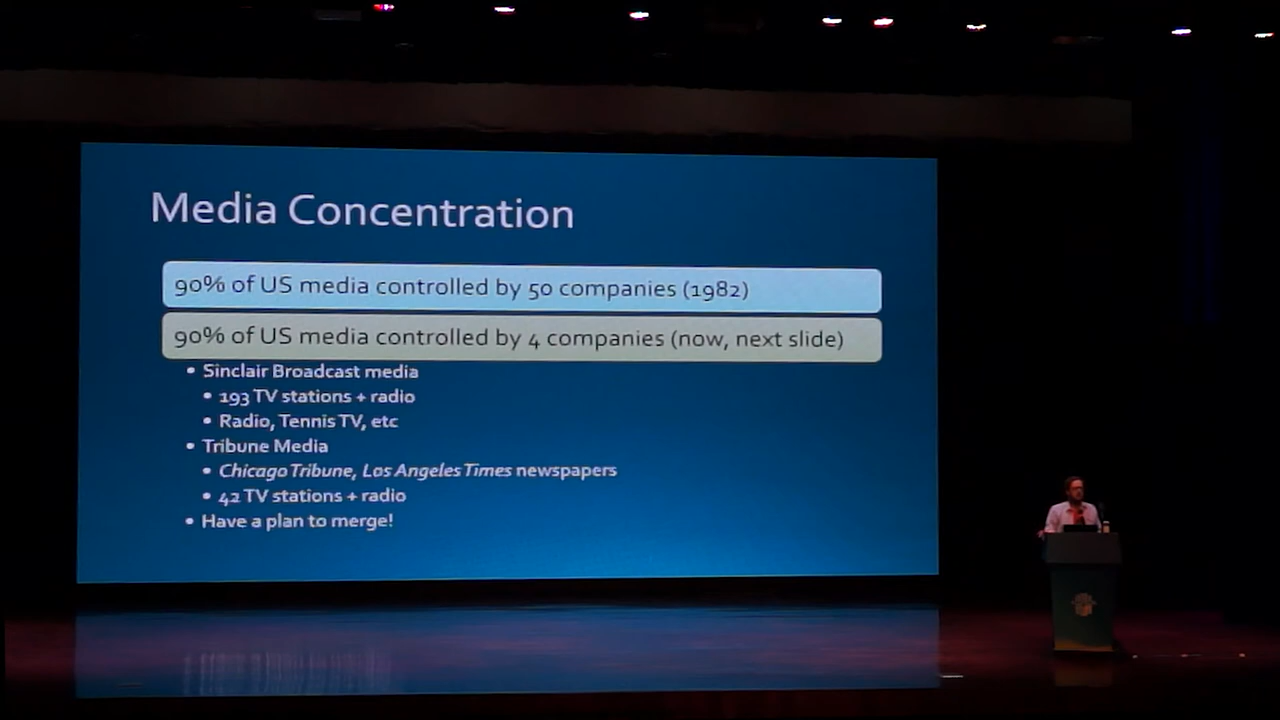 Media Concentration
90% of US media controlled by 50 companies (1982)
90% of US media controlled by 4 companies (now, next slide)
• Sinclair Broadcast media
• 193 TV stations + radio
• Radio, Tennis TV, etc
• Tribune Media
• Chicago Tribune, Los Angeles Times newspapers
• 42 TV stations + radio
• Have a plan to merge!